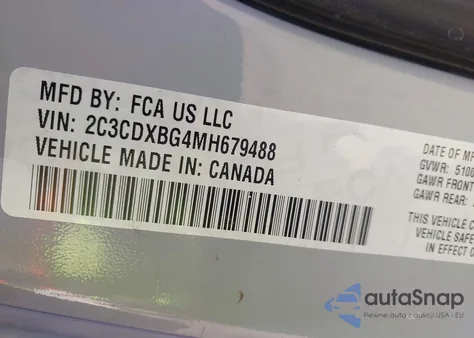 MFD BY: FCA US LLC
VIN: 2C3CDXBG4MH679488
VEHICLE MADE IN: CANADA
DATE OF MF
GVWR: 5100
GAWR FRONT
GAWR REAR:
THIS VEHICLE C
VEHICLE SAFE
IN EFFECT O
autoSnap
Pewne auta z aukcji USA i EU